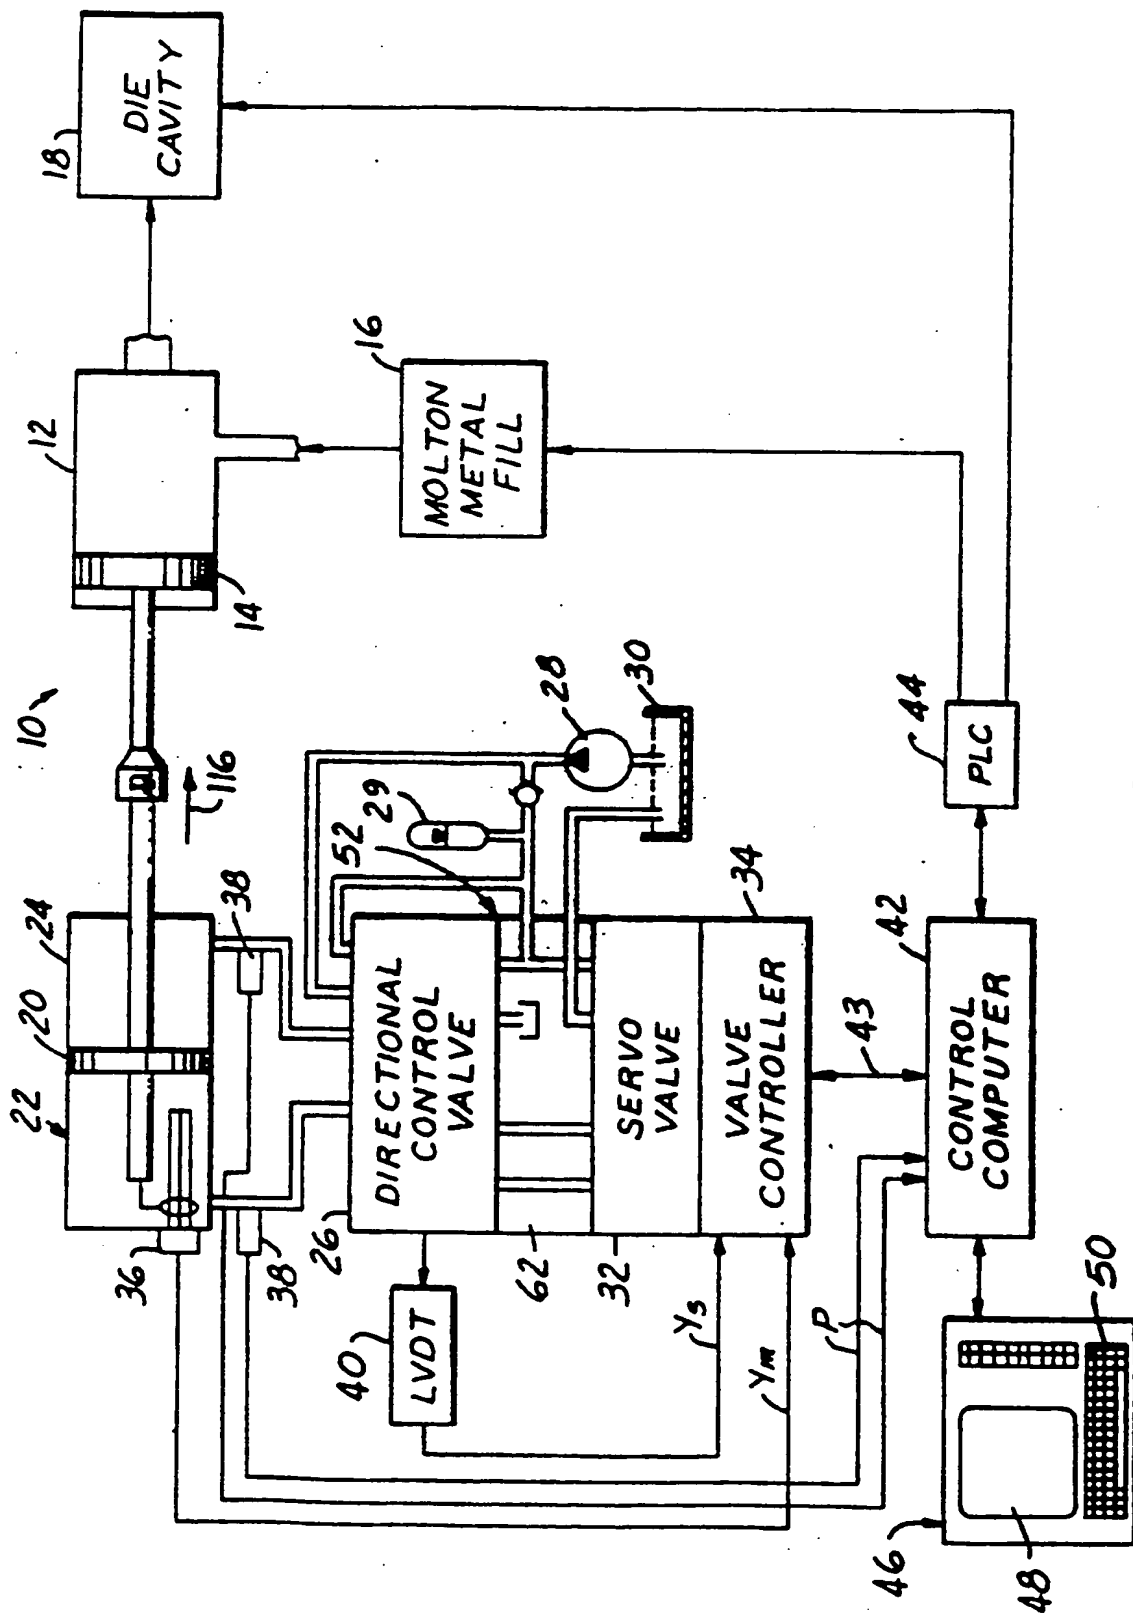 10
12
14
DIE
CAVITY
18
MOLTON
METAL
FILL
16
116
20
24
22
36
38
38
DIRECTIONAL
CONTROL
VALVE
26
52
29
28
30
LVDT
40
62
SERVO
VALVE
32
VALVE
CONTROLLER
34
Ys
Ym
P
43
CONTROL
COMPUTER
42
PLC
44
46
48
50